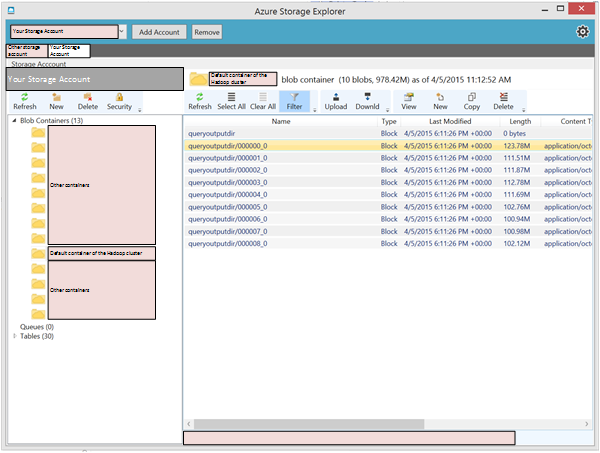 Azure Storage Explorer
Your Storage Account
Add Account
Remove
Other storage account
Your Storage Account
Storage Acccount
Your Storage Account
Default container of the Hadoop cluster
blob container (10 blobs, 978.42M) as of 4/5/2015 11:12:52 AM
Refresh New Delete Security
Refresh Select All Clear All Filter Upload Downld View New Copy Delete
Blob Containers (13)
Other containers
Default container of the Hadoop cluster
Other containers
Queues (0)
Tables (30)
Name Type Last Modified Length Content T
queryoutputdir Block 4/5/2015 6:11:26 PM +00:00 0 bytes
queryoutputdir/000000_0 Block 4/5/2015 6:11:26 PM +00:00 123.78M application/octe
queryoutputdir/000001_0 Block 4/5/2015 6:11:26 PM +00:00 111.51M application/octe
queryoutputdir/000002_0 Block 4/5/2015 6:11:26 PM +00:00 111.87M application/octe
queryoutputdir/000003_0 Block 4/5/2015 6:11:26 PM +00:00 112.78M application/octe
queryoutputdir/000004_0 Block 4/5/2015 6:11:26 PM +00:00 111.69M application/octe
queryoutputdir/000005_0 Block 4/5/2015 6:11:26 PM +00:00 102.76M application/octe
queryoutputdir/000006_0 Block 4/5/2015 6:11:26 PM +00:00 100.94M application/octe
queryoutputdir/000007_0 Block 4/5/2015 6:11:26 PM +00:00 100.98M application/octe
queryoutputdir/000008_0 Block 4/5/2015 6:11:26 PM +00:00 102.12M application/octe